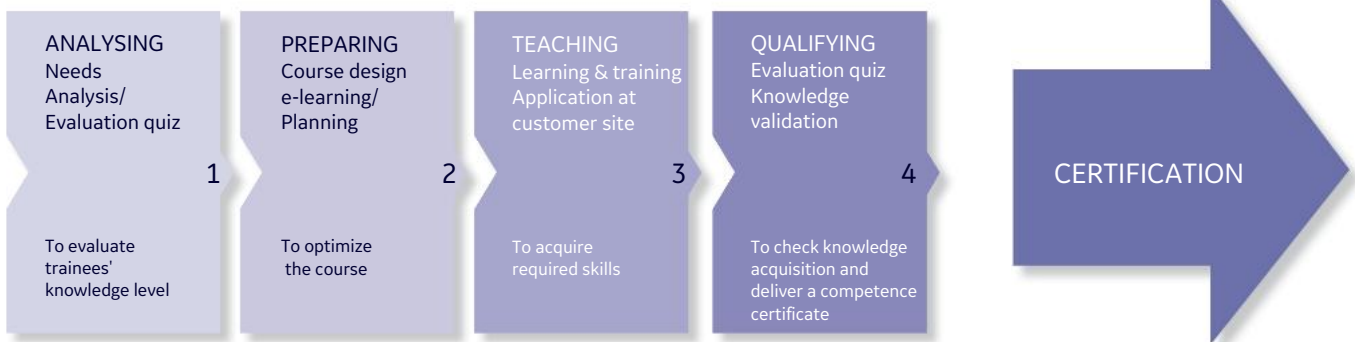 ANALYSING
Needs
Analysis/
Evaluation quiz
1
To evaluate
trainees'
knowledge level
PREPARING
Course design
e-learning/
Planning
2
To optimize
the course
TEACHING
Learning & training
Application at
customer site
3
To acquire
required skills
QUALIFYING
Evaluation quiz
Knowledge
validation
4
To check knowledge
acquisition and
deliver a competence
certificate
CERTIFICATION